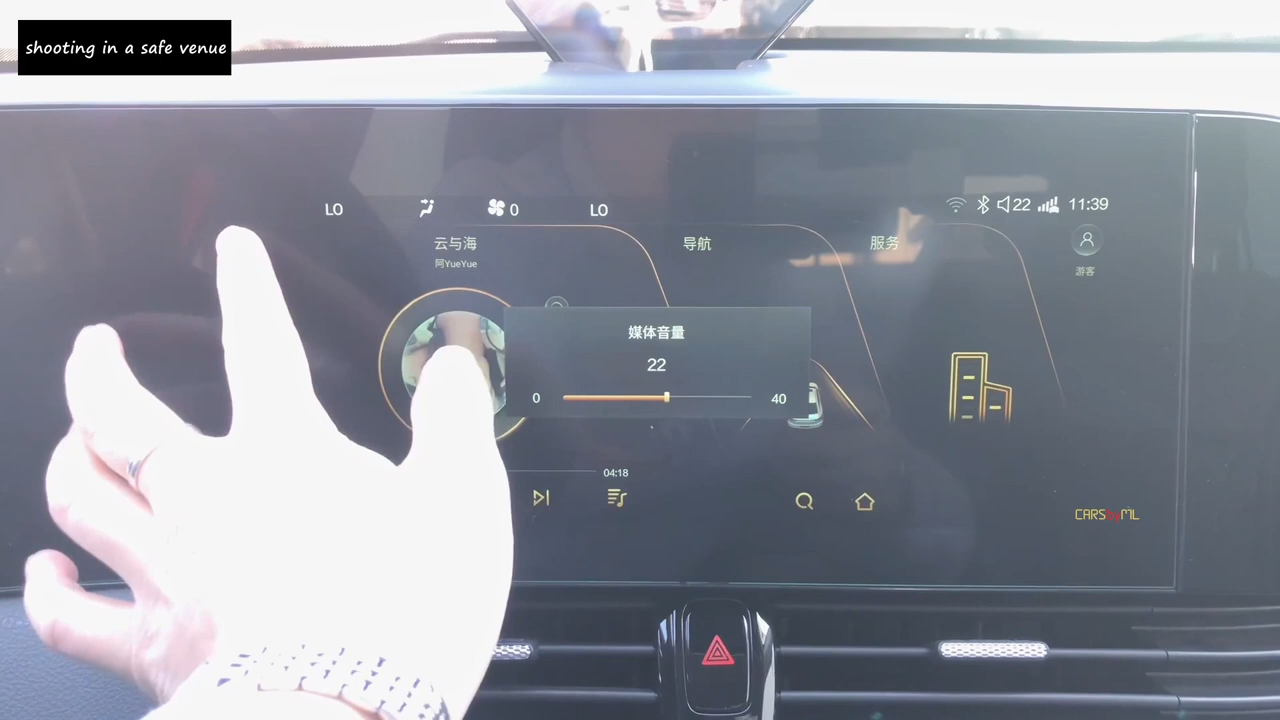 shooting in a safe venue
LO
0
LO
22
11:39
云与海
阿YueYue
导航
服务
游客
媒体音量
22
0
40
04:18
CARSbyML